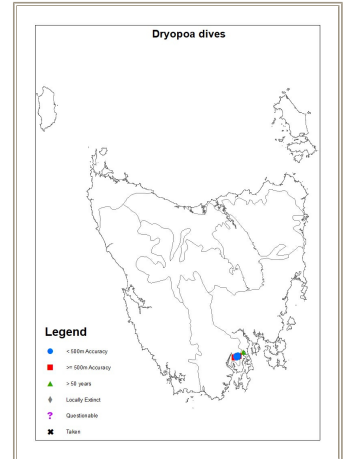 Dryopoa dives
Legend
< 500m Accuracy
>= 500m Accuracy
> 50 years
Locally Extinct
? Questionable
Taken